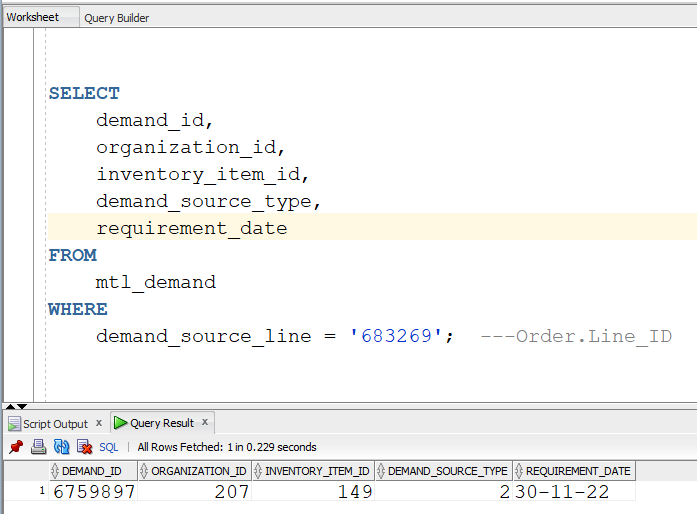 Worksheet Query Builder
SELECT
demand_id,
organization_id,
inventory_item_id,
demand_source_type,
requirement_date
FROM
mtl_demand
WHERE
demand_source_line = '683269';  ---Order.Line_ID
Script Output x Query Result x
SQL | All Rows Fetched: 1 in 0.229 seconds
DEMAND_ID ORGANIZATION_ID INVENTORY_ITEM_ID DEMAND_SOURCE_TYPE REQUIREMENT_DATE
1 6759897 207 149 2 30-11-22